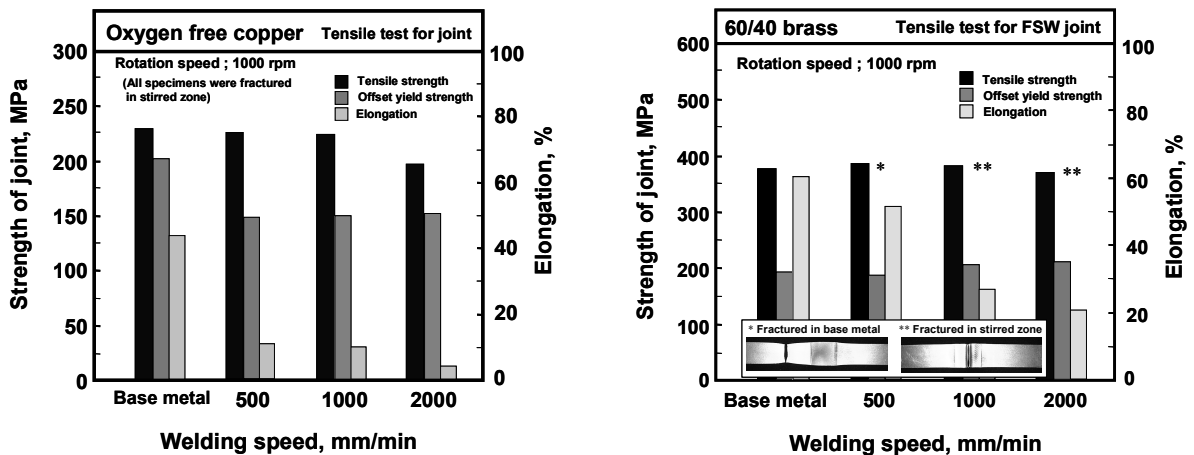 Oxygen free copper Tensile test for joint
Rotation speed ; 1000 rpm
(All specimens were fractured
in stirred zone)
Tensile strength
Offset yield strength
Elongation
Strength of joint, MPa
300
250
200
150
100
50
0
Elongation, %
100
80
60
40
20
0
Base metal 500 1000 2000
Welding speed, mm/min
60/40 brass Tensile test for FSW joint
Rotation speed ; 1000 rpm
Tensile strength
Offset yield strength
Elongation
Strength of joint, MPa
600
500
400
300
200
100
0
Elongation, %
100
80
60
40
20
0
* ** **
* Fractured in base metal ** Fractured in stirred zone
Base metal 500 1000 2000
Welding speed, mm/min